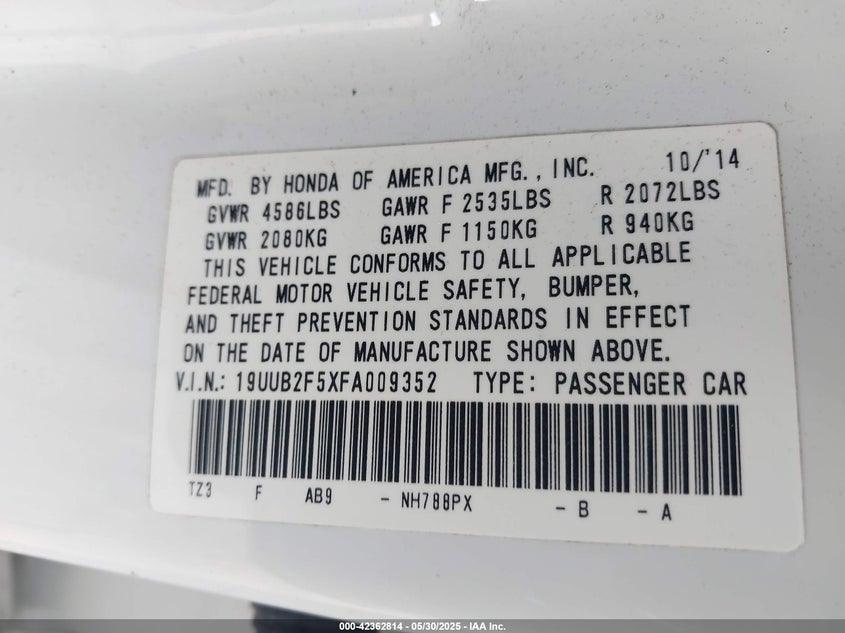 MFD. BY HONDA OF AMERICA MFG., INC. 10/'14
GVWR 4586LBS GAWR F 2535LBS R 2072LBS
GVWR 2080KG GAWR F 1150KG R 940KG
THIS VEHICLE CONFORMS TO ALL APPLICABLE
FEDERAL MOTOR VEHICLE SAFETY, BUMPER,
AND THEFT PREVENTION STANDARDS IN EFFECT
ON THE DATE OF MANUFACTURE SHOWN ABOVE.
V.I.N.: 19UUB2F5XFA009352 TYPE: PASSENGER CAR
TZ3 F AB9 - NH788PX - B - A
000-42362814 - 05/30/2025 - IAA Inc.